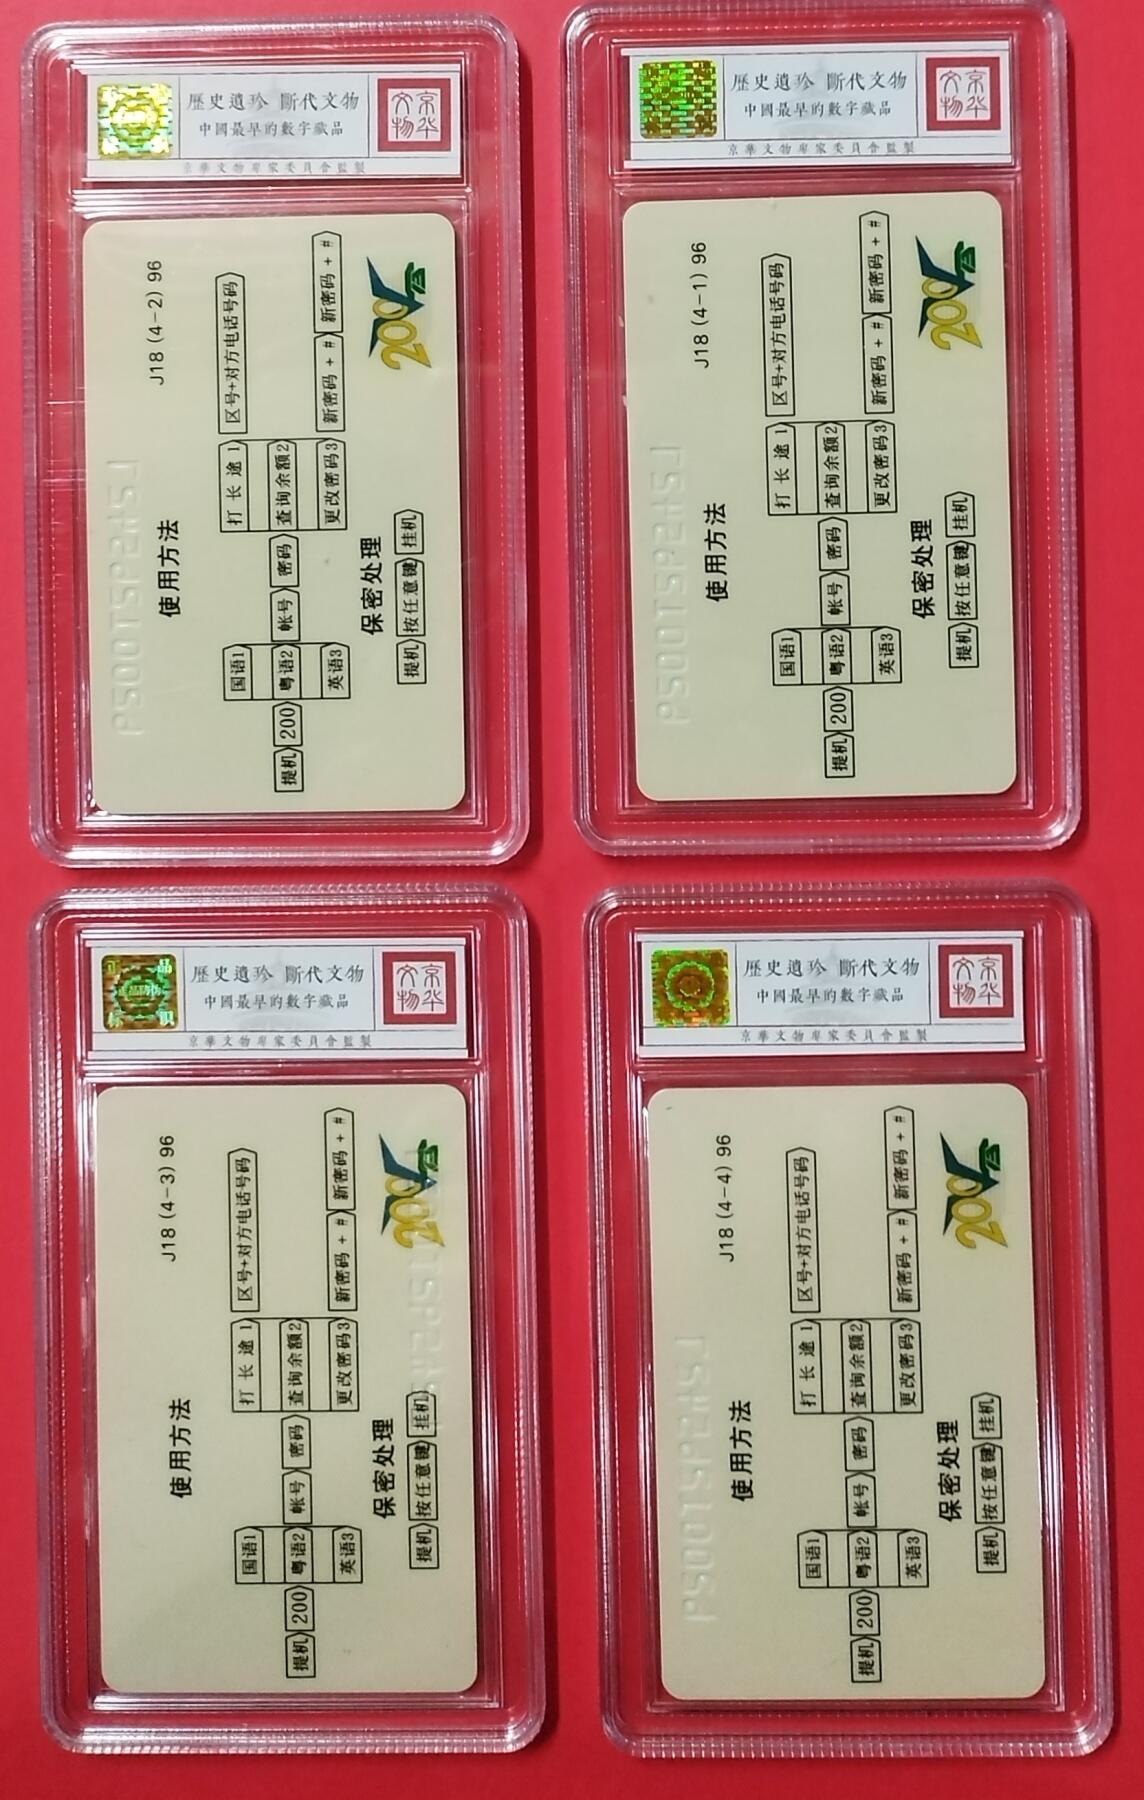 歷史遺珍 斷代文物
中國最早的數字藏品
京华文物
京華文物專家委員會監製
J18 (4-2) 96
使用方法
提机 200
国语1
粤语2
英语3
帐号 密码
打长途1 区号+对方电话号码
查询余额2
更改密码3 新密码+# 新密码+#
保密处理
提机 按任意键 挂机
200
歷史遺珍 斷代文物
中國最早的數字藏品
京华文物
京華文物專家委員會監製
J18 (4-1) 96
使用方法
提机 200
国语1
粤语2
英语3
帐号 密码
打长途1 区号+对方电话号码
查询余额2
更改密码3 新密码+# 新密码+#
保密处理
提机 按任意键 挂机
200
歷史遺珍 斷代文物
中國最早的數字藏品
京华文物
京華文物專家委員會監製
J18 (4-3) 96
使用方法
提机 200
国语1
粤语2
英语3
帐号 密码
打长途1 区号+对方电话号码
查询余额2
更改密码3 新密码+# 新密码+#
保密处理
提机 按任意键 挂机
200
歷史遺珍 斷代文物
中國最早的數字藏品
京华文物
京華文物專家委員會監製
J18 (4-4) 96
使用方法
提机 200
国语1
粤语2
英语3
帐号 密码
打长途1 区号+对方电话号码
查询余额2
更改密码3 新密码+# 新密码+#
保密处理
提机 按任意键 挂机
200